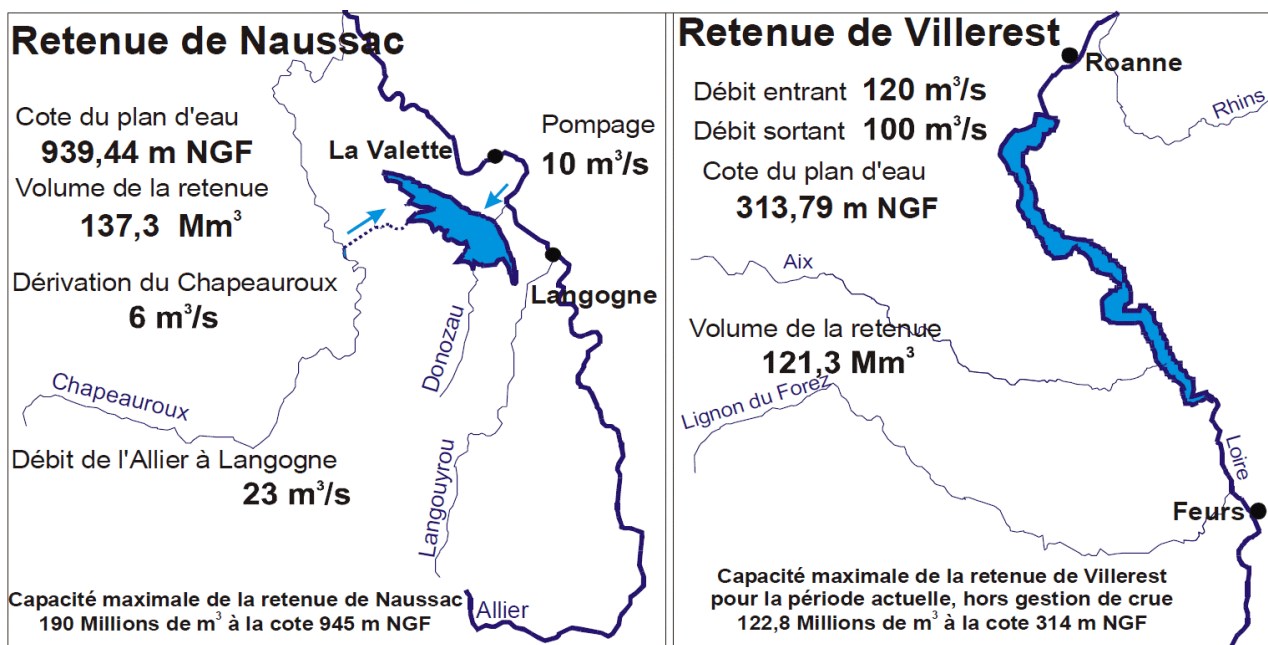 Retenue de Naussac
Cote du plan d'eau
939,44 m NGF
Volume de la retenue
137,3 Mm³
Dérivation du Chapeauroux
6 m³/s
La Valette
Pompage
10 m³/s
Langogne
Donozau
Chapeauroux
Langouyrou
Débit de l'Allier à Langogne
23 m³/s
Allier
Capacité maximale de la retenue de Naussac
190 Millions de m³ à la cote 945 m NGF
Retenue de Villerest
Roanne
Débit entrant 120 m³/s
Débit sortant 100 m³/s
Rhins
Cote du plan d'eau
313,79 m NGF
Aix
Volume de la retenue
121,3 Mm³
Lignon du Forez
Loire
Feurs
Capacité maximale de la retenue de Villerest
pour la période actuelle, hors gestion de crue
122,8 Millions de m³ à la cote 314 m NGF